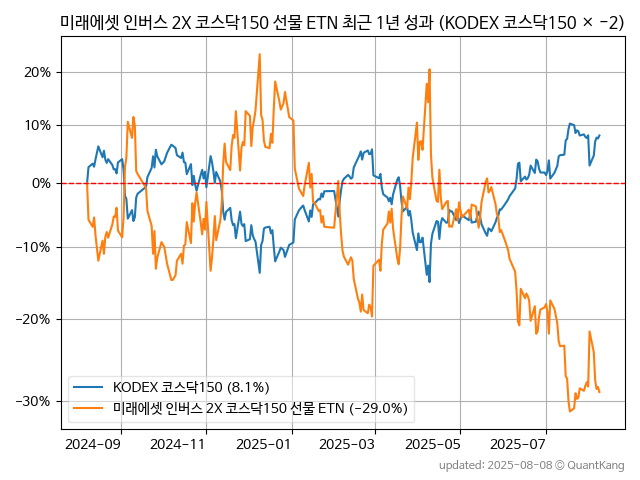 미래에셋 인버스 2X 코스닥150 선물 ETN 최근 1년 성과 (KODEX 코스닥150 × −2)
20%
10%
0%
−10%
−20%
−30%
KODEX 코스닥150 (8.1%)
미래에셋 인버스 2X 코스닥150 선물 ETN (−29.0%)
2024-09 2024-11 2025-01 2025-03 2025-05 2025-07
updated: 2025-08-08 © QuantKang